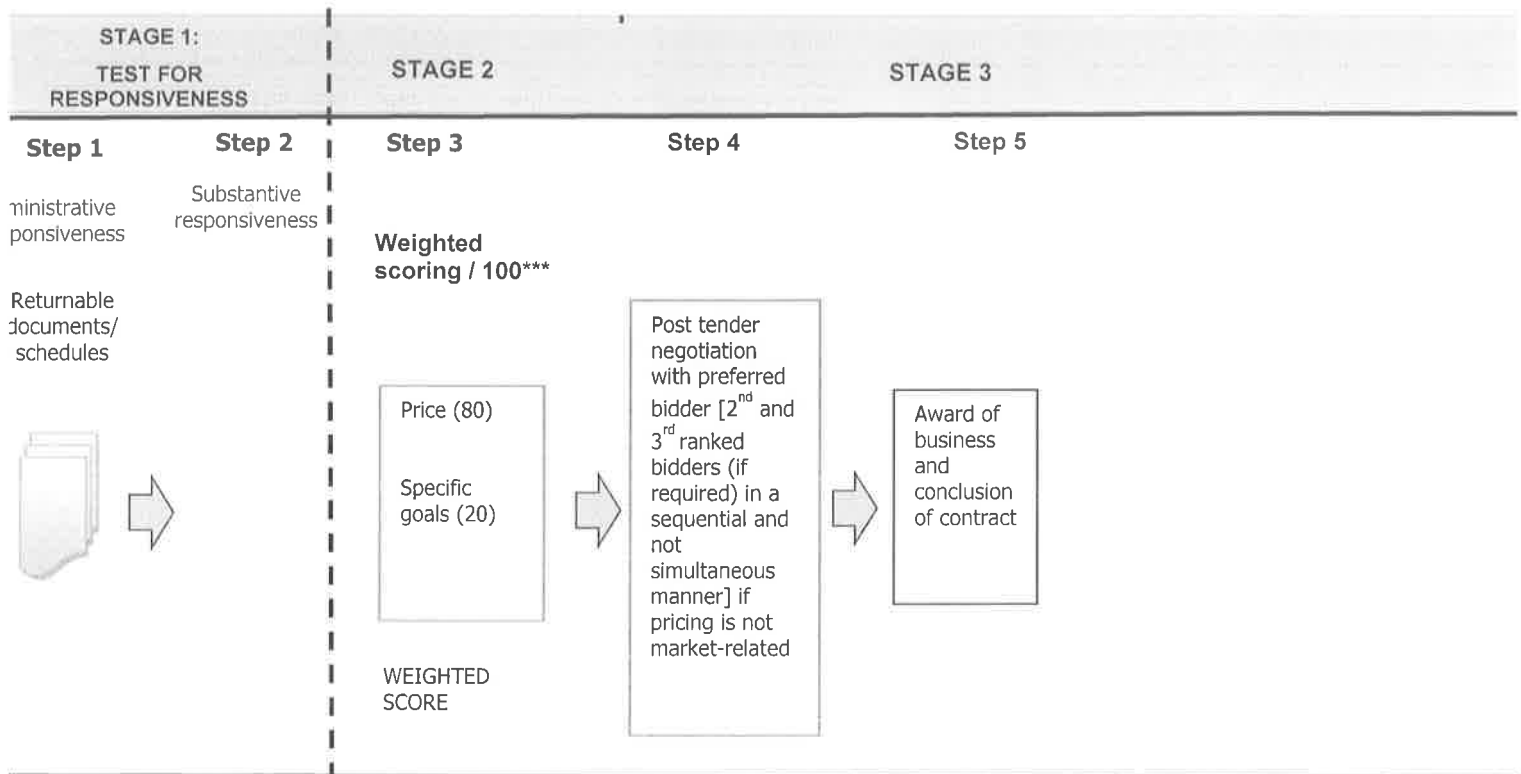 STAGE 1:
TEST FOR
RESPONSIVENESS
STAGE 2
STAGE 3
Step 1
Step 2
Step 3
Step 4
Step 5
ministrative
ponsiveness
Substantive
responsiveness
Returnable
documents/
schedules
Weighted
scoring / 100***
Price (80)
Specific
goals (20)
WEIGHTED
SCORE
Post tender
negotiation
with preferred
bidder [2nd and
3rd ranked
bidders (if
required) in a
sequential and
not
simultaneous
manner] if
pricing is not
market-related
Award of
business
and
conclusion
of contract